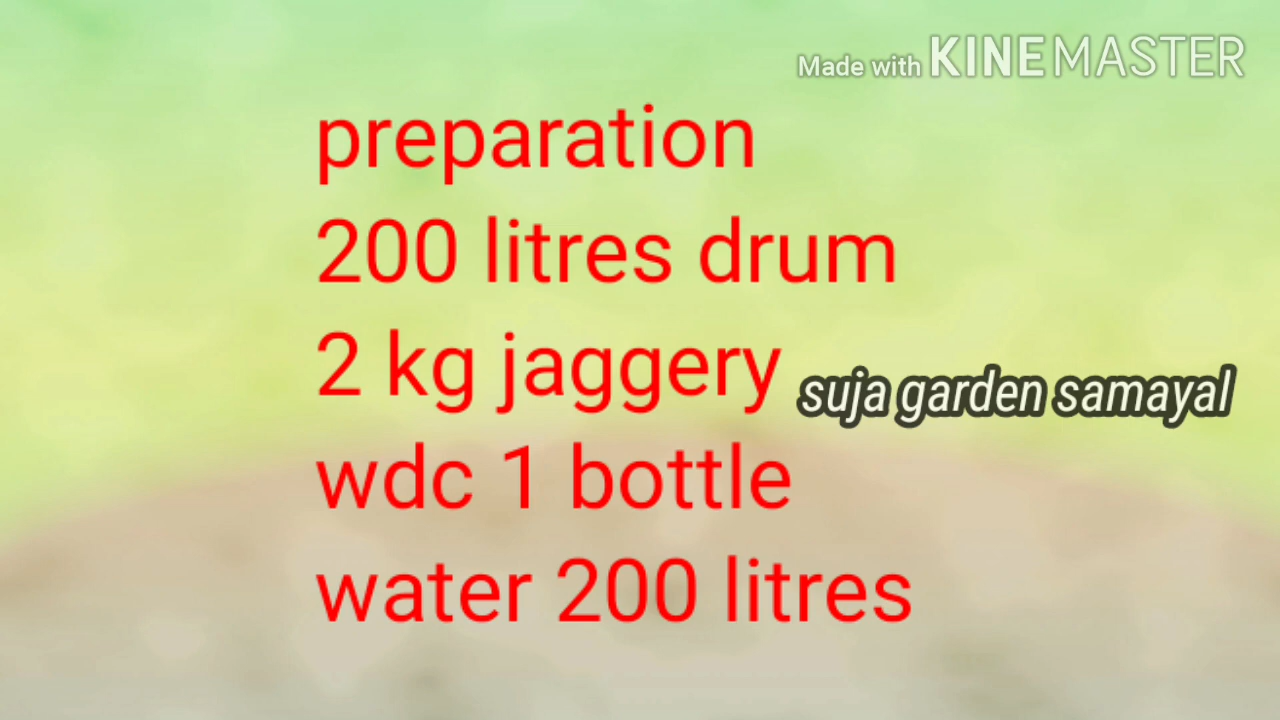 Made with KINEMASTER
preparation
200 litres drum
2 kg jaggery
suja garden samayal
wdc 1 bottle
water 200 litres